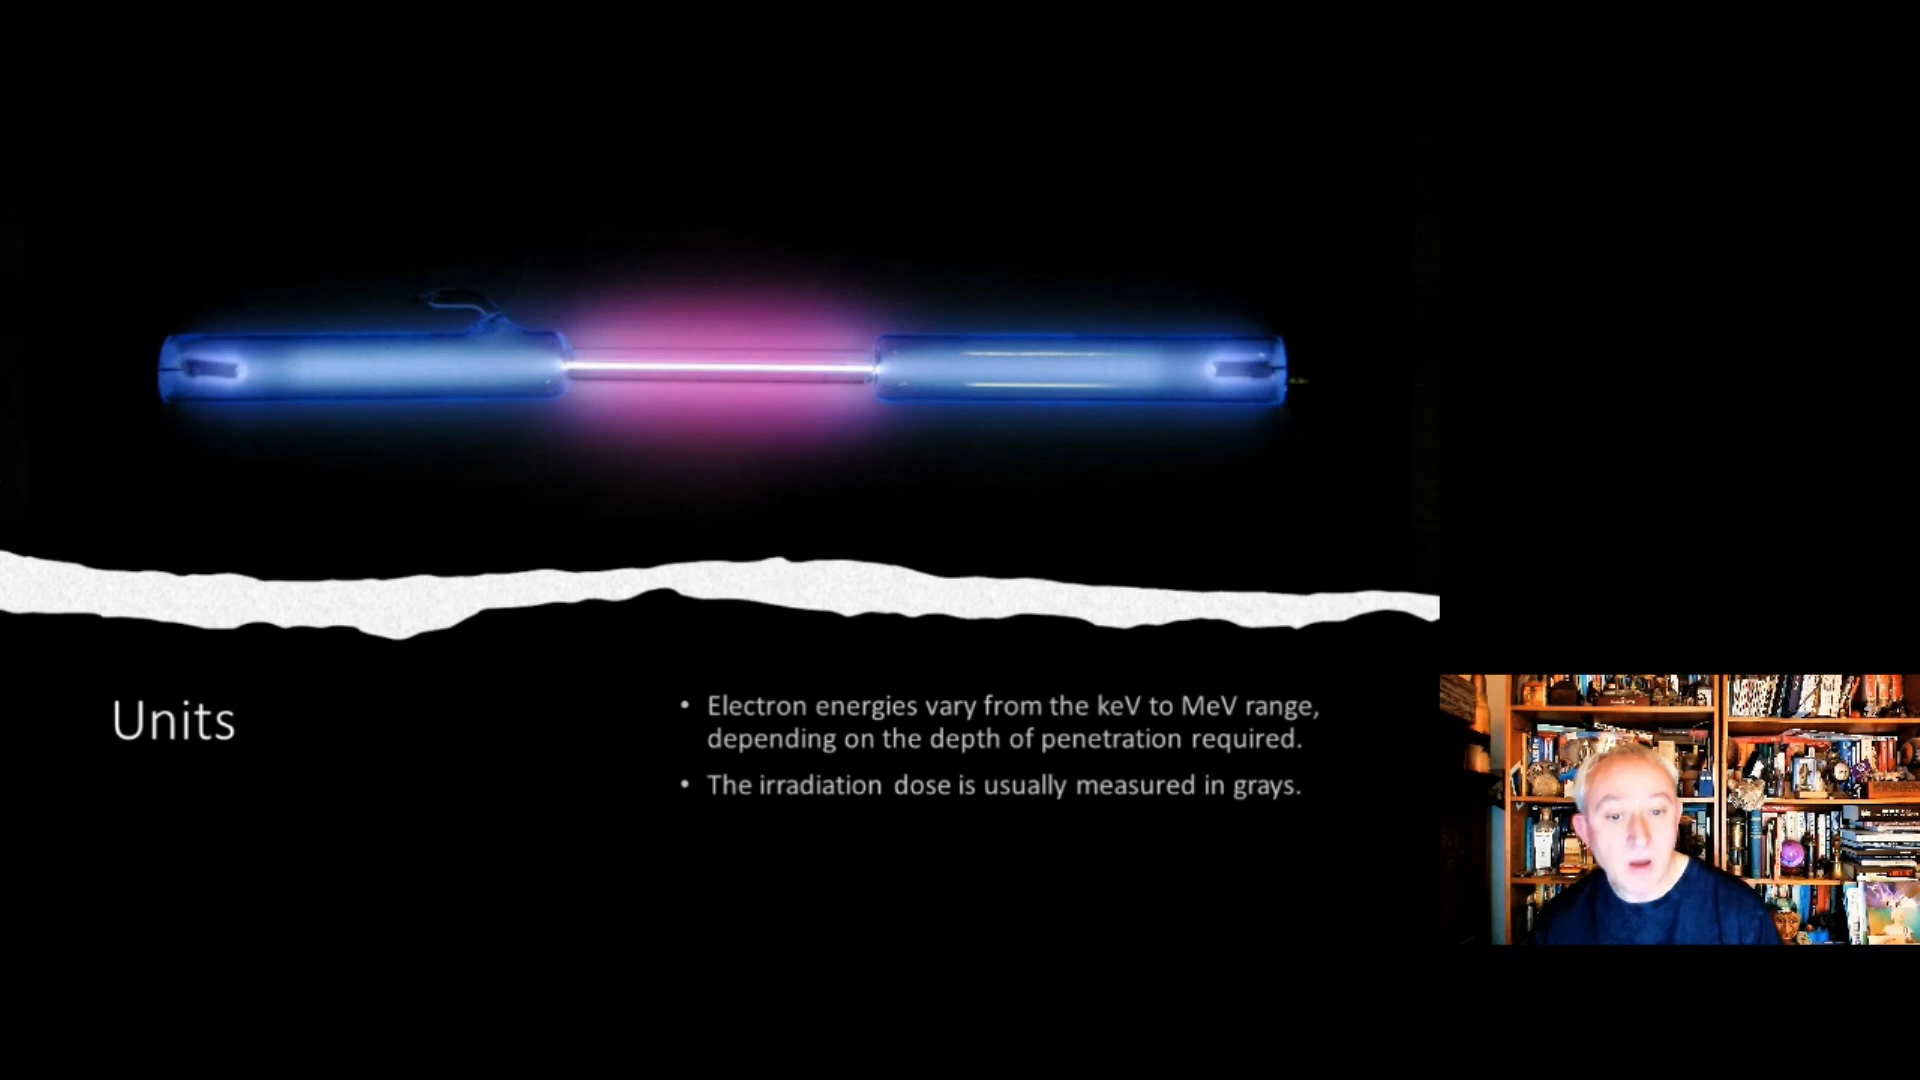 Units
• Electron energies vary from the keV to MeV range,
depending on the depth of penetration required.
• The irradiation dose is usually measured in grays.